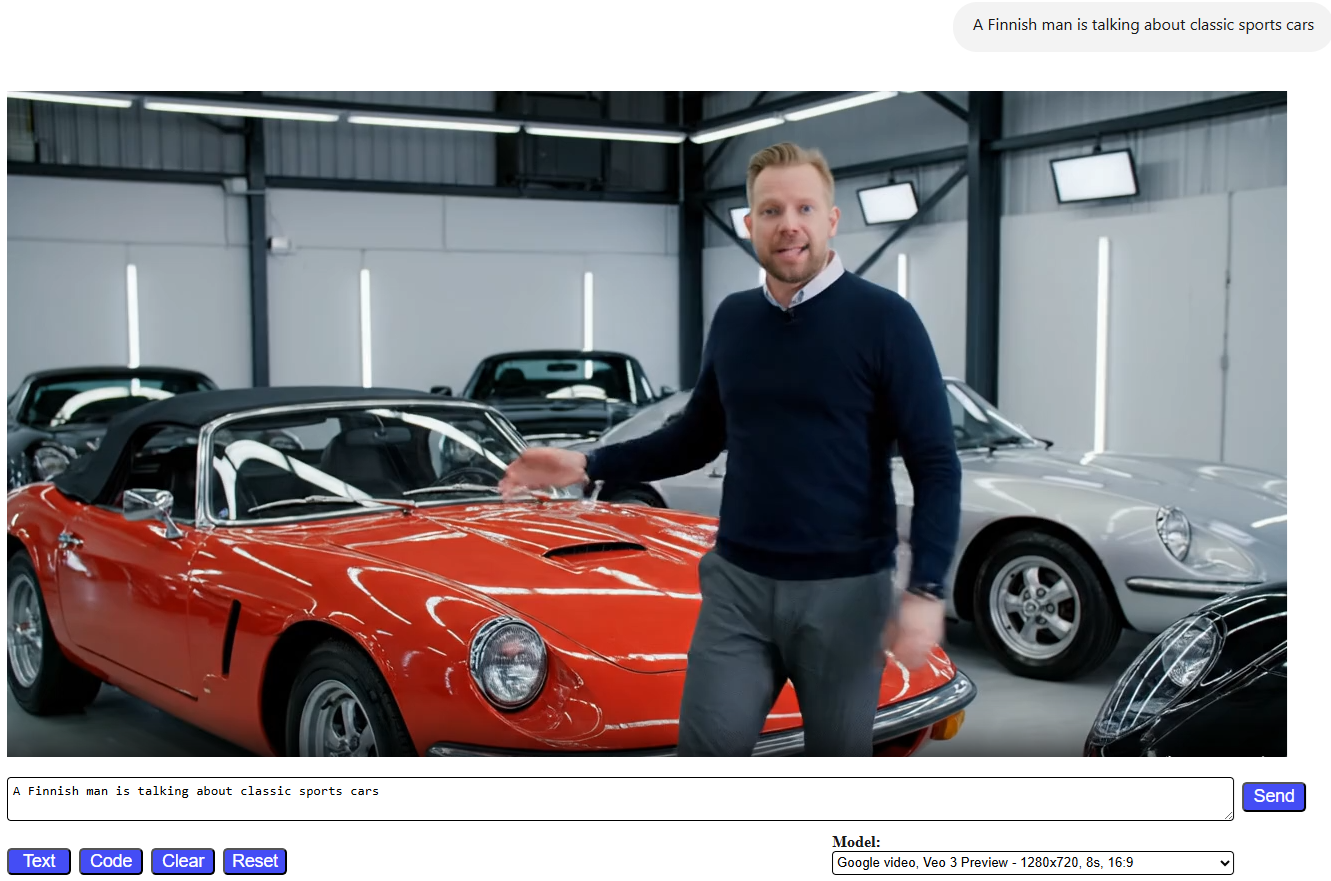 A Finnish man is talking about classic sports cars
A Finnish man is talking about classic sports cars
Send
Text
Code
Clear
Reset
Model:
Google video, Veo 3 Preview - 1280x720, 8s, 16:9